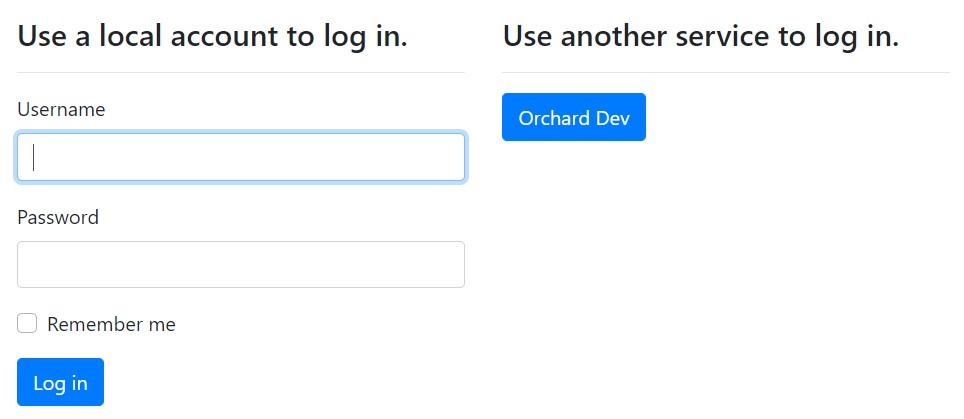 Use a local account to log in.
Username
Password
Remember me
Log in
Use another service to log in.
Orchard Dev